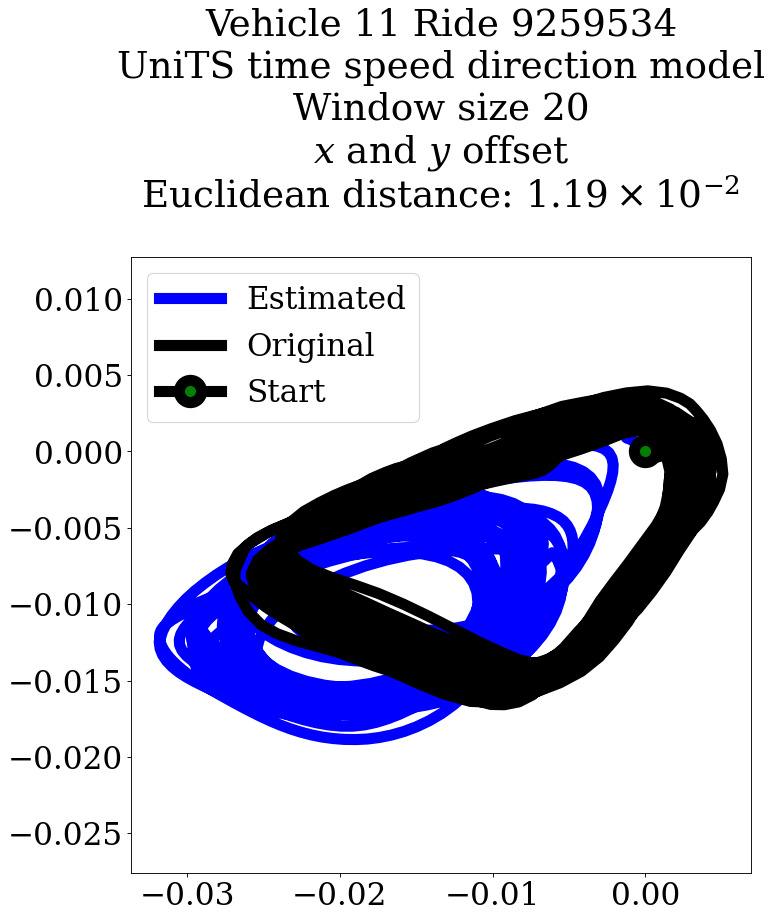 Vehicle 11 Ride 9259534
UniTS time speed direction model
Window size 20
x and y offset
Euclidean distance: 1.19 × 10⁻²
Estimated
Original
Start
0.010
0.005
0.000
−0.005
−0.010
−0.015
−0.020
−0.025
−0.03 −0.02 −0.01 0.00